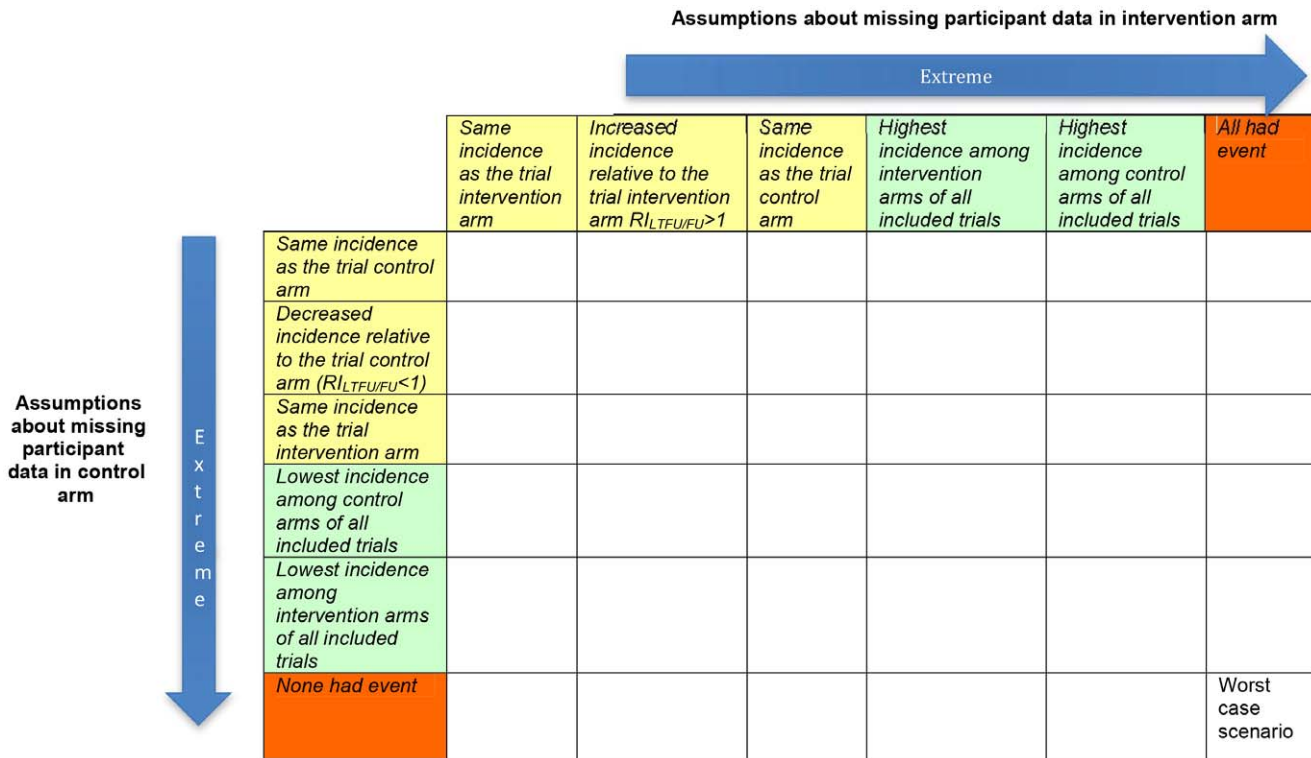 Assumptions about missing participant data in intervention arm
Extreme
Same
incidence
as the trial
intervention
arm
Increased
incidence
relative to the
trial intervention
arm RI_LTFU/FU>1
Same
incidence
as the trial
control
arm
Highest
incidence among
intervention
arms of all
included trials
Highest
incidence
among control
arms of all
included trials
All had
event
Same incidence
as the trial control
arm
Decreased
incidence relative
to the trial control
arm (RI_LTFU/FU<1)
Same incidence
as the trial
intervention arm
Lowest incidence
among control
arms of all
included trials
Lowest incidence
among
intervention arms
of all included
trials
None had event
Assumptions
about missing
participant
data in control
arm
Extreme
Worst
case
scenario